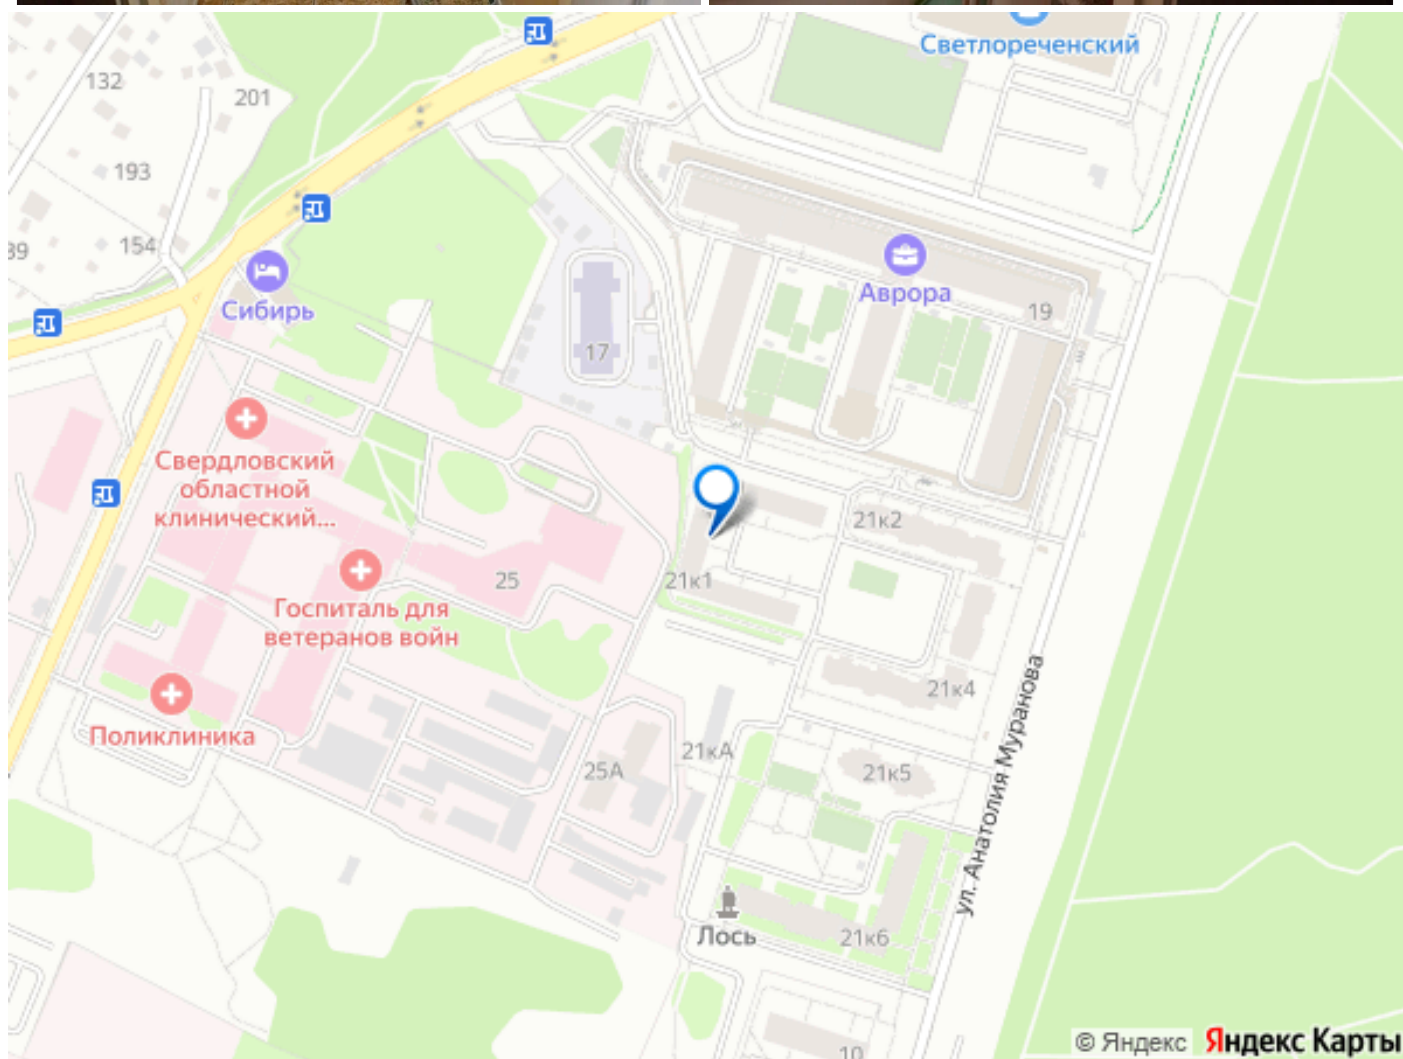 Светлореченский
132
201
193
154
39
Сибирь
Аврора
19
17
Свердловский
областной
клинический...
21к2
25
21к1
Госпиталь для
ветеранов войн
21к4
Поликлиника
21кА
25А
21к5
ул. Анатолия Муранова
Лось
21к6
10
© Яндекс Яндекс Карты